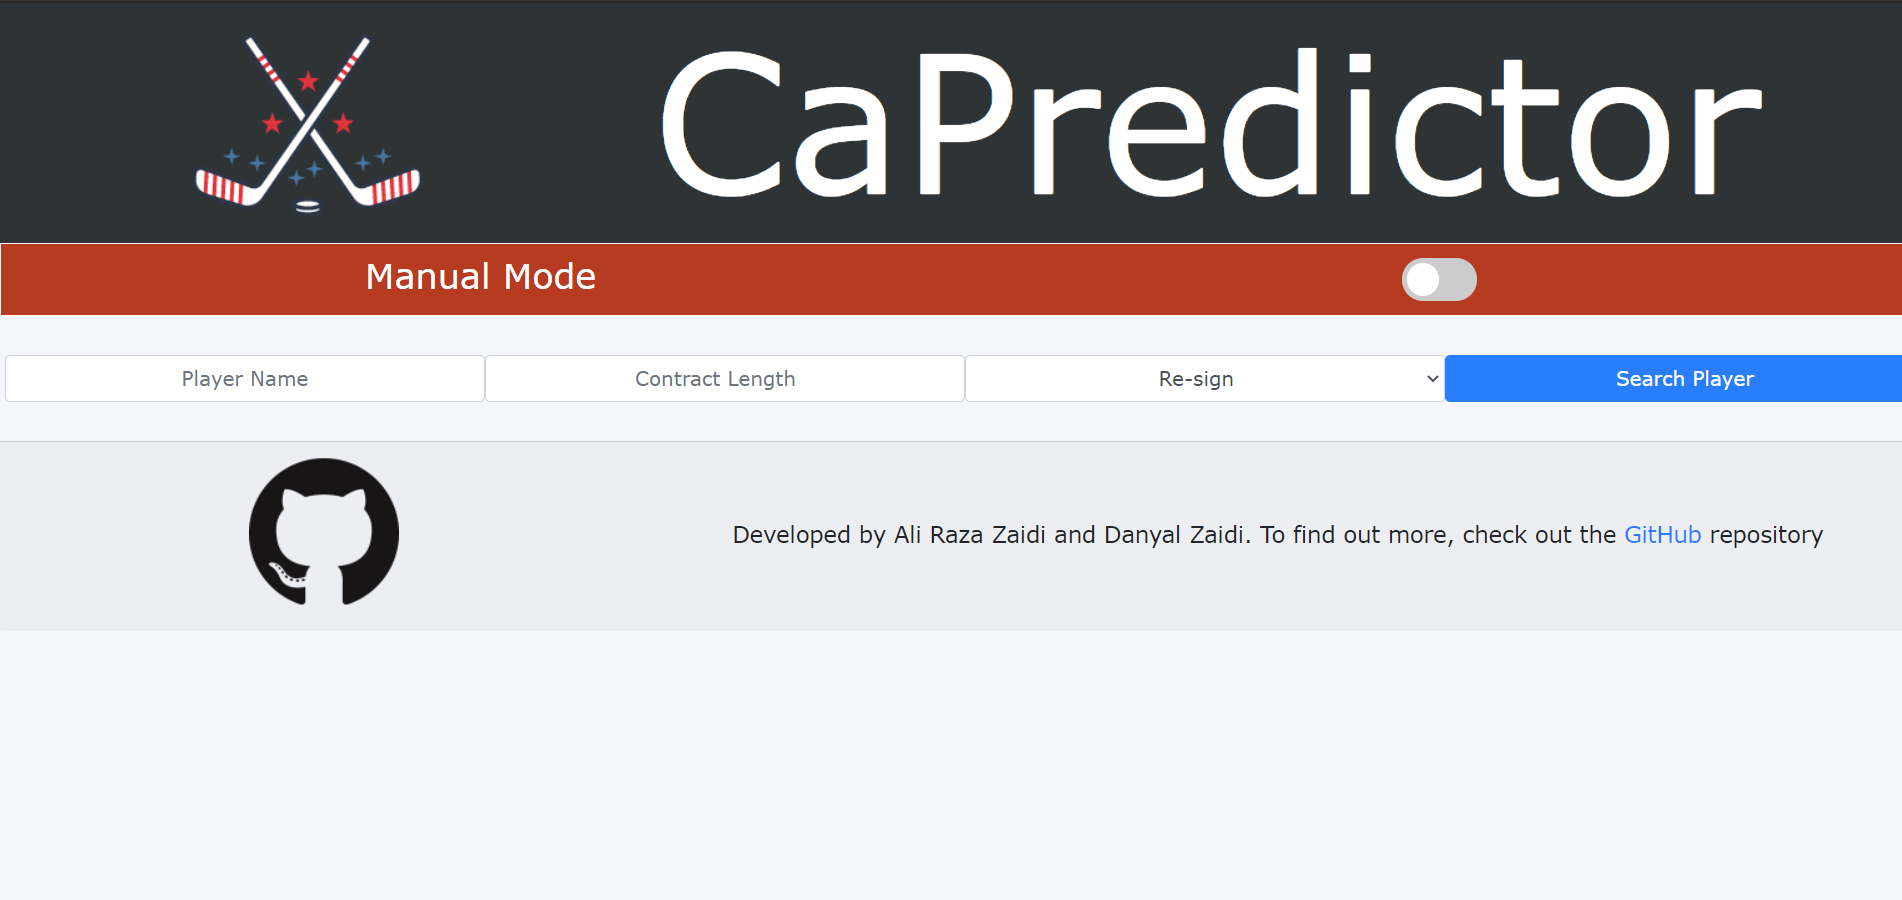 CaPredictor
Manual Mode
Player Name
Contract Length
Re-sign
Search Player
Developed by Ali Raza Zaidi and Danyal Zaidi. To find out more, check out the GitHub repository